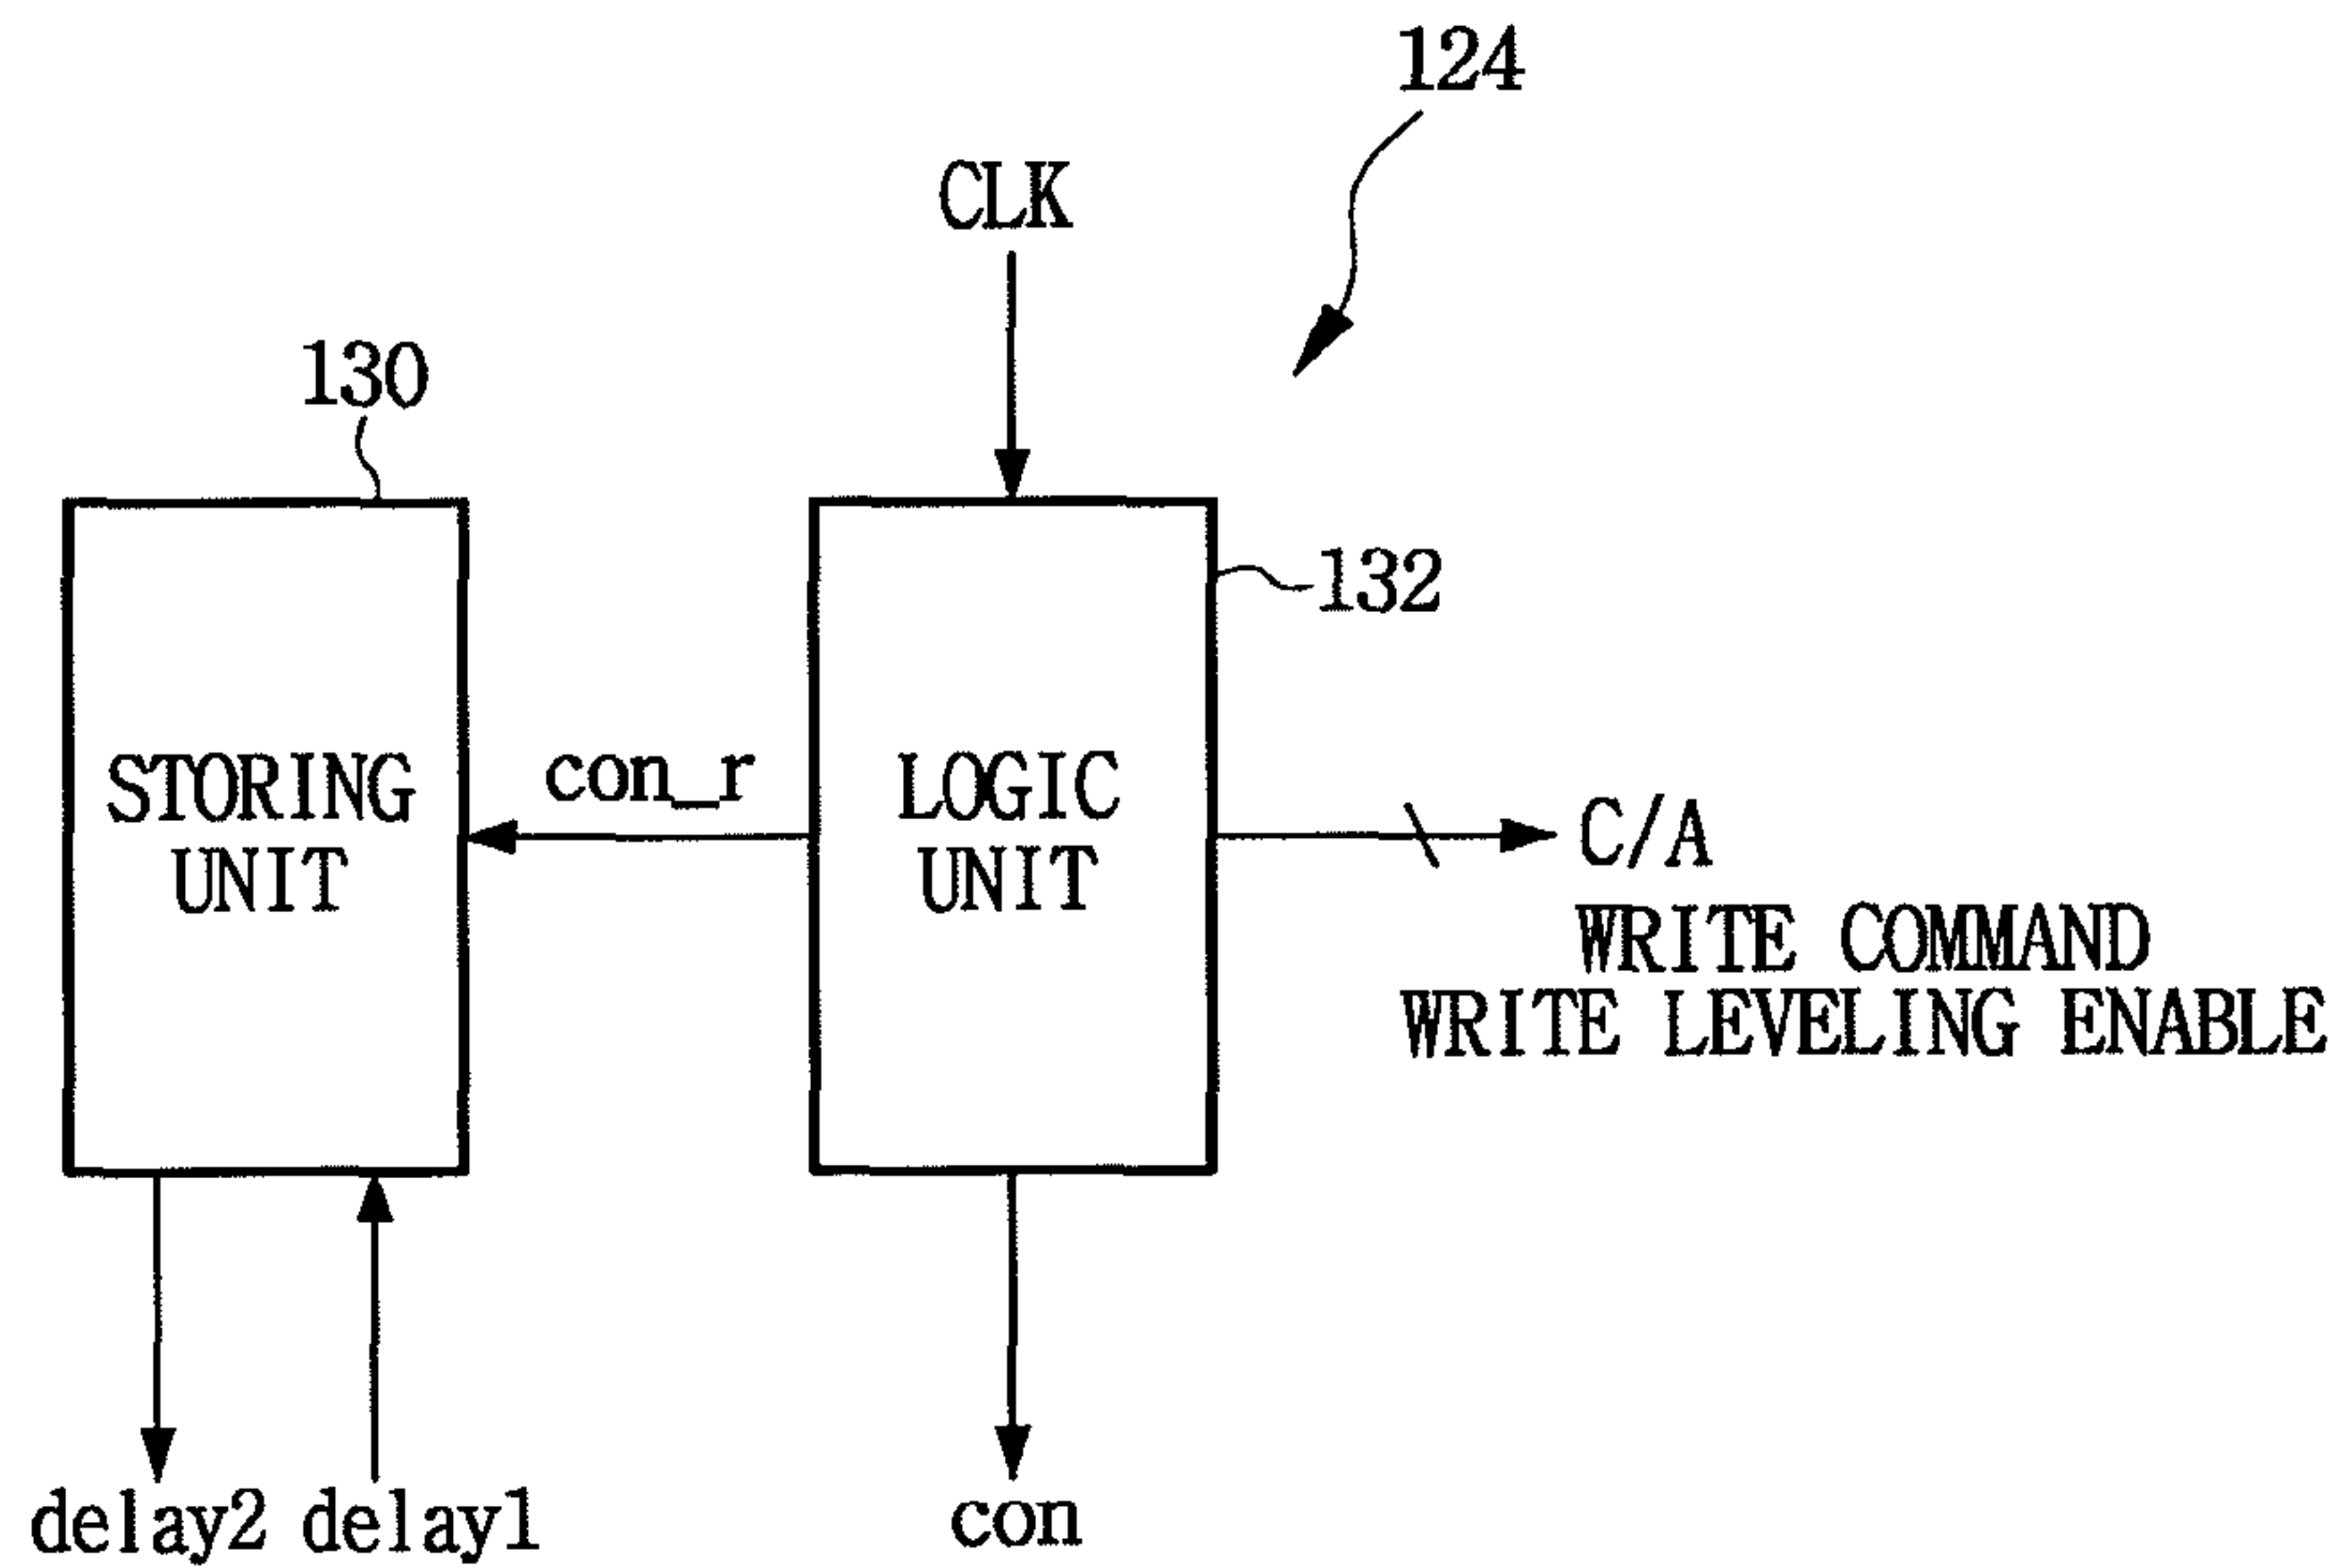 124
CLK
130
132
STORING
UNIT
con_r
LOGIC
UNIT
C/A
WRITE COMMAND
WRITE LEVELING ENABLE
delay2
delay1
con